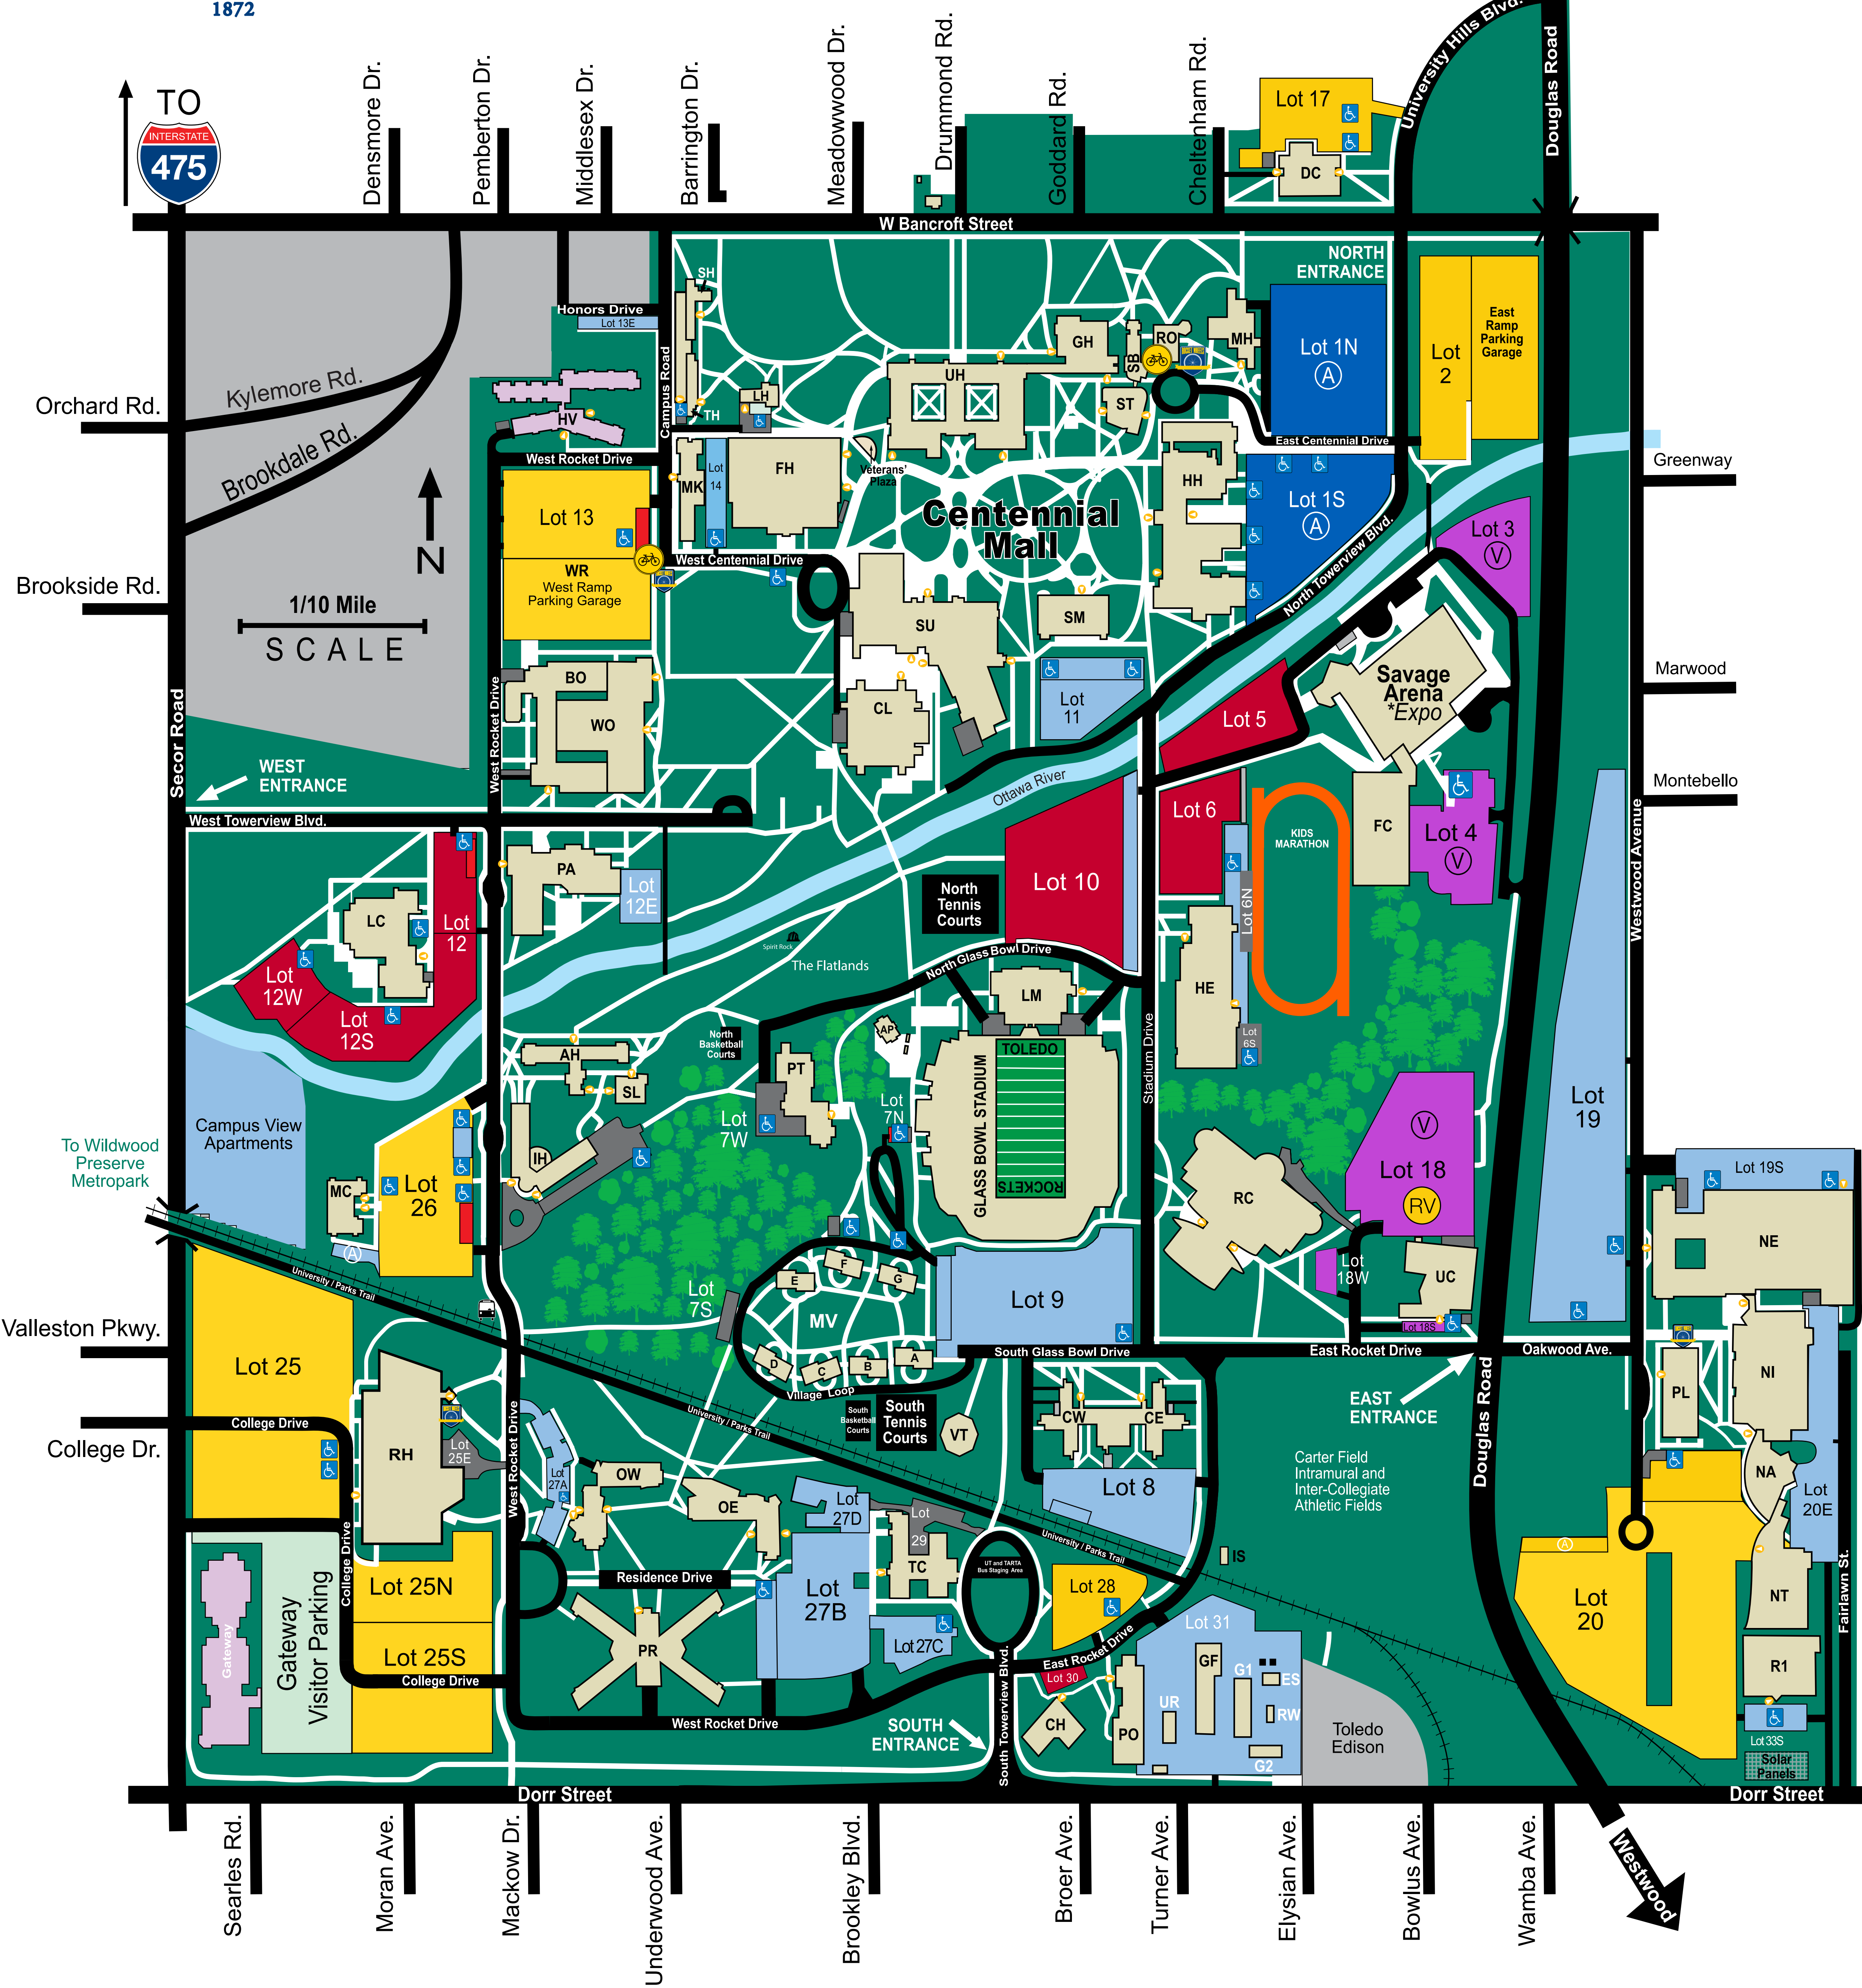 1872
TO
INTERSTATE
475
Densmore Dr.
Pemberton Dr.
Middlesex Dr.
Barrington Dr.
Meadowwood Dr.
Drummond Rd.
Goddard Rd.
Cheltenham Rd.
Lot 17
DC
University Hills Blvd.
Douglas Road
W Bancroft Street
NORTH
ENTRANCE
SH
Honors Drive
Lot 13E
Campus Road
Kylemore Rd.
Orchard Rd.
Brookdale Rd.
HV
LH
TH
UH
GH
SB
RO
MH
ST
Lot 1N
A
Lot
2
East
Ramp
Parking
Garage
East Centennial Drive
West Rocket Drive
MK
Lot
14
FH
Veterans'
Plaza
Centennial
Mall
HH
Lot 1S
A
North Towerview Blvd.
Greenway
Lot 3
V
Lot 13
N
West Centennial Drive
WR
West Ramp
Parking Garage
Brookside Rd.
1/10 Mile
SCALE
SU
SM
Savage
Arena
*Expo
Marwood
BO
WO
CL
Lot
11
Lot 5
West Rocket Drive
Secor Road
WEST
ENTRANCE
Ottawa River
Montebello
West Towerview Blvd.
Lot 6
KIDS
MARATHON
FC
Lot 4
V
Westwood Avenue
PA
Lot
12E
LC
Lot
12
Lot 10
North
Tennis
Courts
Lot 6N
Spirit Rock
The Flatlands
North Glass Bowl Drive
Lot
12W
Lot
12S
LM
HE
Lot
6S
North
Basketball
Courts
AP
AH
SL
PT
TOLEDO
GLASS BOWL STADIUM
ROCKETS
Stadium Drive
Lot
7N
Lot
7W
Lot
19
Campus View
Apartments
To Wildwood
Preserve
Metropark
IH
V
Lot 18
RV
Lot 19S
MC
Lot
26
A
RC
NE
University / Parks Trail
E
F
G
Lot
18W
UC
Lot
7S
MV
Lot 9
Lot 18S
Valleston Pkwy.
Lot 25
D
C
B
A
Village Loop
South Glass Bowl Drive
East Rocket Drive
Oakwood Ave.
NI
PL
University / Parks Trail
South
Basketball
Courts
South
Tennis
Courts
VT
CW
CE
EAST
ENTRANCE
College Drive
College Dr.
RH
Lot
25E
West Rocket Drive
Lot
27A
OW
OE
Lot
27D
Lot
29
TC
Lot 8
Carter Field
Intramural and
Inter-Collegiate
Athletic Fields
Douglas Road
NA
Lot
20E
University / Parks Trail
IS
A
College Drive
Lot 25N
Residence Drive
Lot
27B
UT and TARTA
Bus Staging Area
Lot 28
Lot
20
NT
Fairlawn St.
Gateway
Gateway
Visitor Parking
Lot 25S
College Drive
PR
Lot 27C
Lot 31
East Rocket Drive
Lot 30
GF
G1
ES
RW
UR
G2
R1
West Rocket Drive
SOUTH
ENTRANCE
South Towerview Blvd.
CH
PO
Toledo
Edison
Lot 33S
Solar
Panels
Dorr Street
Dorr Street
Searles Rd.
Moran Ave.
Mackow Dr.
Underwood Ave.
Brookley Blvd.
Broer Ave.
Turner Ave.
Elysian Ave.
Bowlus Ave.
Wamba Ave.
Westwood